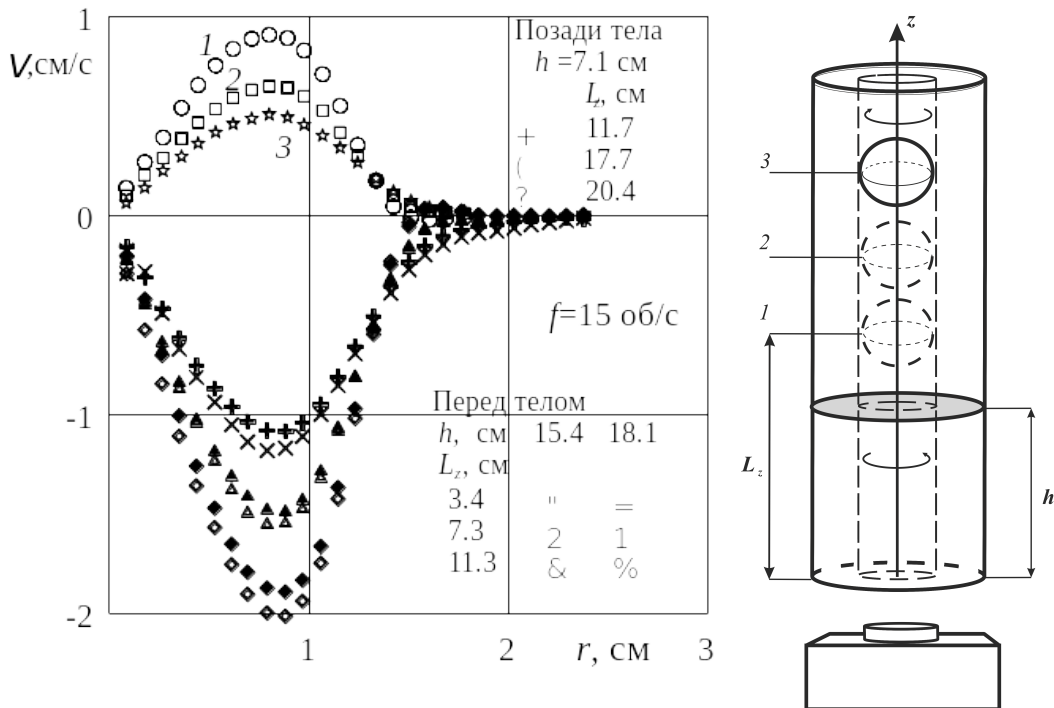 1
V,см/с
1
2
3
0
-1
-2
1
2
r, см
3
Позади тела
h =7.1 см
L_z, см
+ 11.7
( 17.7
? 20.4
f=15 об/с
Перед телом
h, см 15.4 18.1
L_z, см
3.4 " =
7.3 2 1
11.3 & %
z
3
2
1
L_z
h